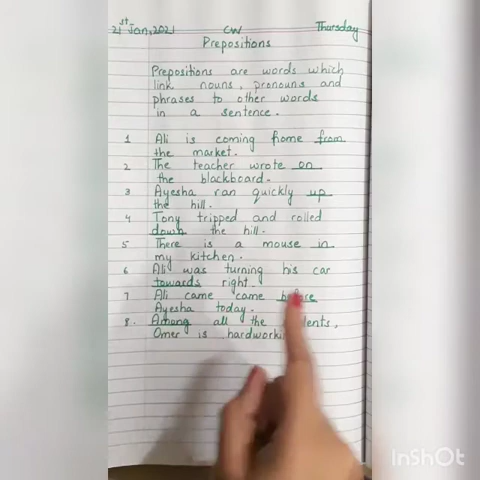 21st Jan, 2021 CW Thursday
Prepositions
Prepositions are words which
link nouns, pronouns and
phrases to other words
in a sentence.
1 Ali is coming home from
the market.
2 The teacher wrote on
the blackboard.
3 Ayesha ran quickly up
the hill.
4 Tony tripped and rolled
down the hill.
5 There is a mouse in
my kitchen.
6 Ali was turning his car
towards right.
7 Ali came came before
Ayesha today.
8. Among all the
Omer is
InShOt